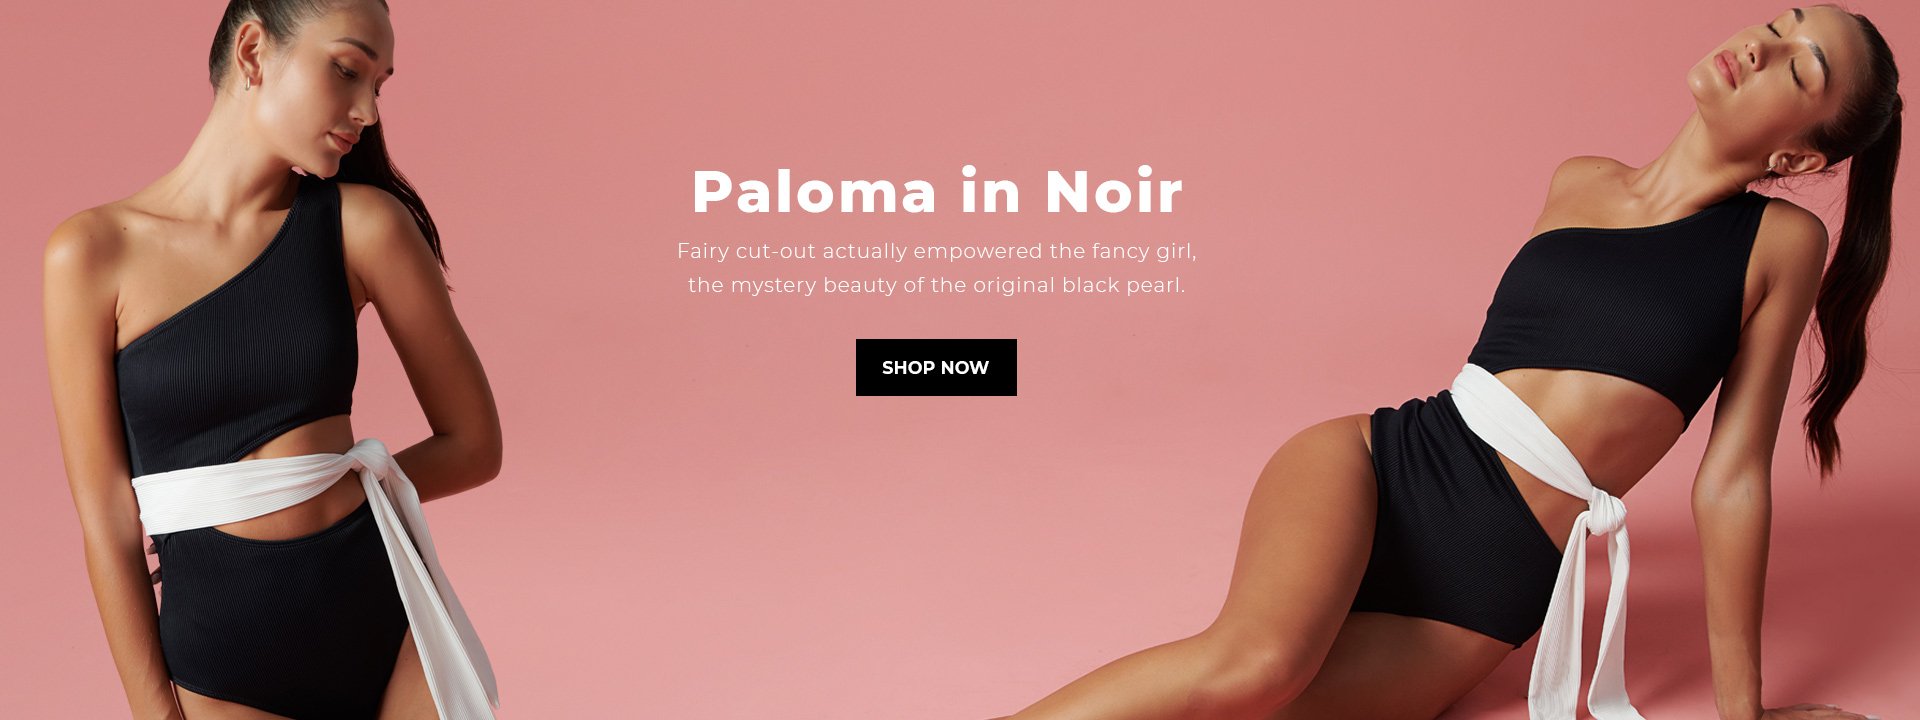 Paloma in Noir
Fairy cut-out actually empowered the fancy girl,
the mystery beauty of the original black pearl.
SHOP NOW